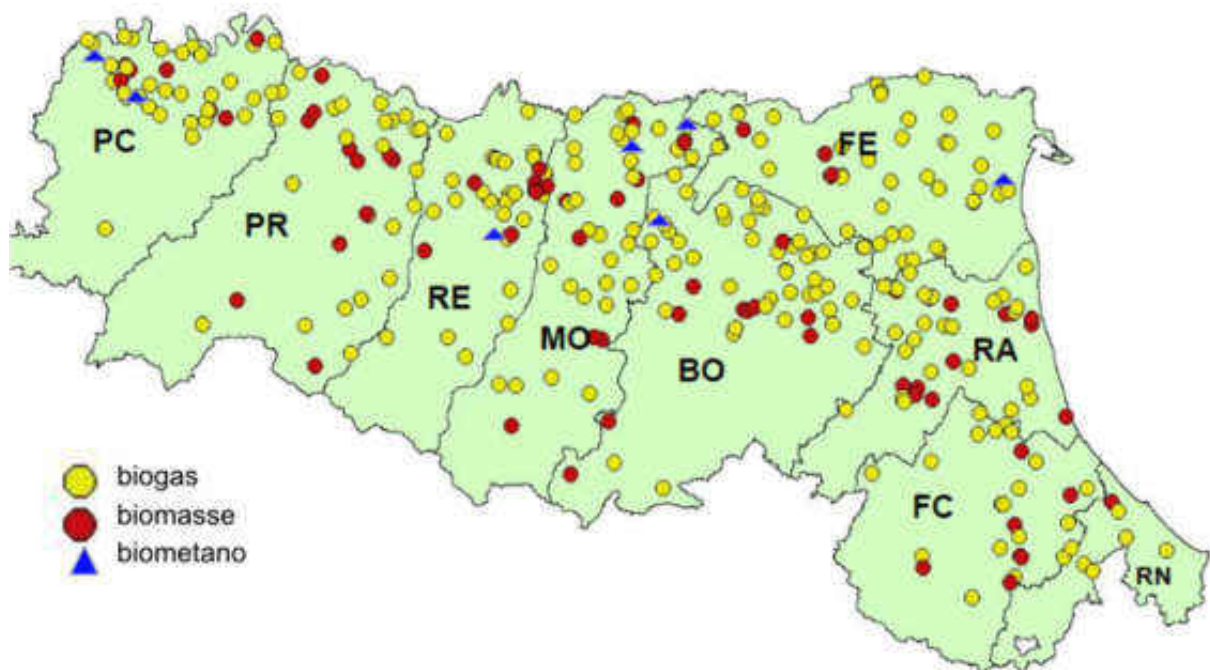 PC
PR
RE
MO
BO
FE
RA
FC
RN
biogas
biomasse
biometano